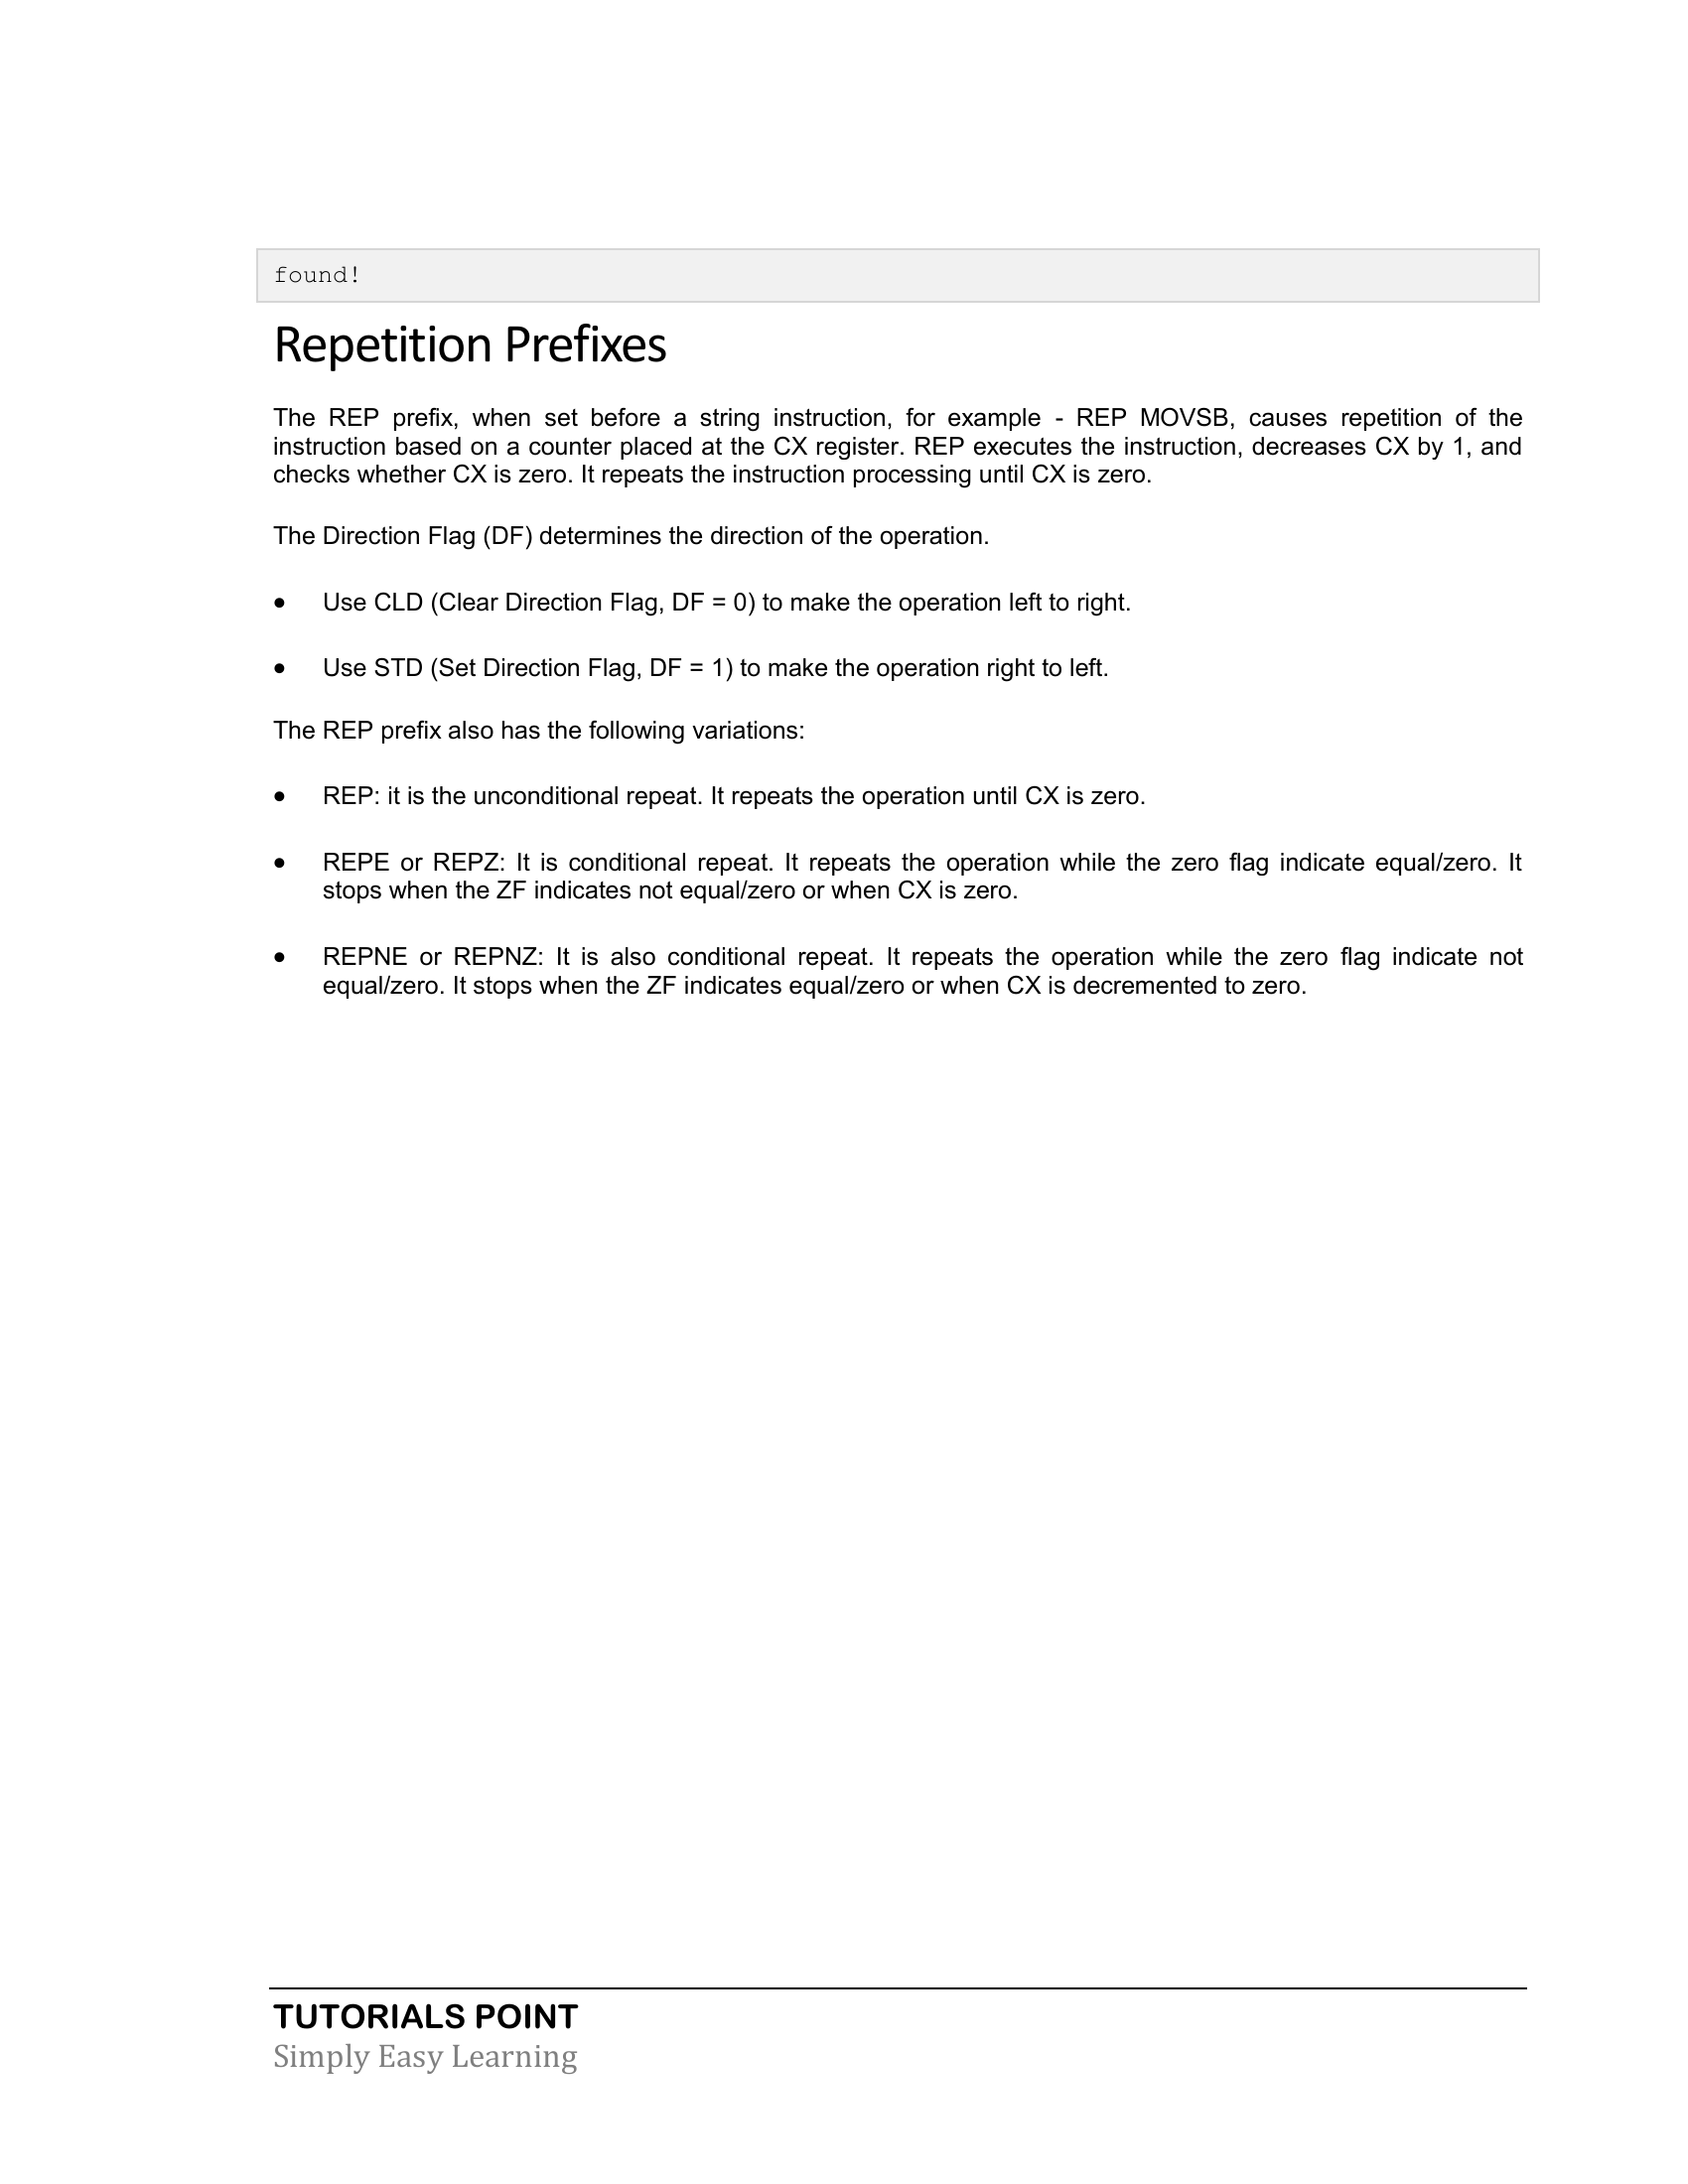 found!
Repetition Prefixes
The REP prefix, when set before a string instruction, for example - REP MOVSB, causes repetition of the
instruction based on a counter placed at the CX register. REP executes the instruction, decreases CX by 1, and
checks whether CX is zero. It repeats the instruction processing until CX is zero.
The Direction Flag (DF) determines the direction of the operation.
• Use CLD (Clear Direction Flag, DF = 0) to make the operation left to right.
• Use STD (Set Direction Flag, DF = 1) to make the operation right to left.
The REP prefix also has the following variations:
• REP: it is the unconditional repeat. It repeats the operation until CX is zero.
• REPE or REPZ: It is conditional repeat. It repeats the operation while the zero flag indicate equal/zero. It
stops when the ZF indicates not equal/zero or when CX is zero.
• REPNE or REPNZ: It is also conditional repeat. It repeats the operation while the zero flag indicate not
equal/zero. It stops when the ZF indicates equal/zero or when CX is decremented to zero.
TUTORIALS POINT
Simply Easy Learning